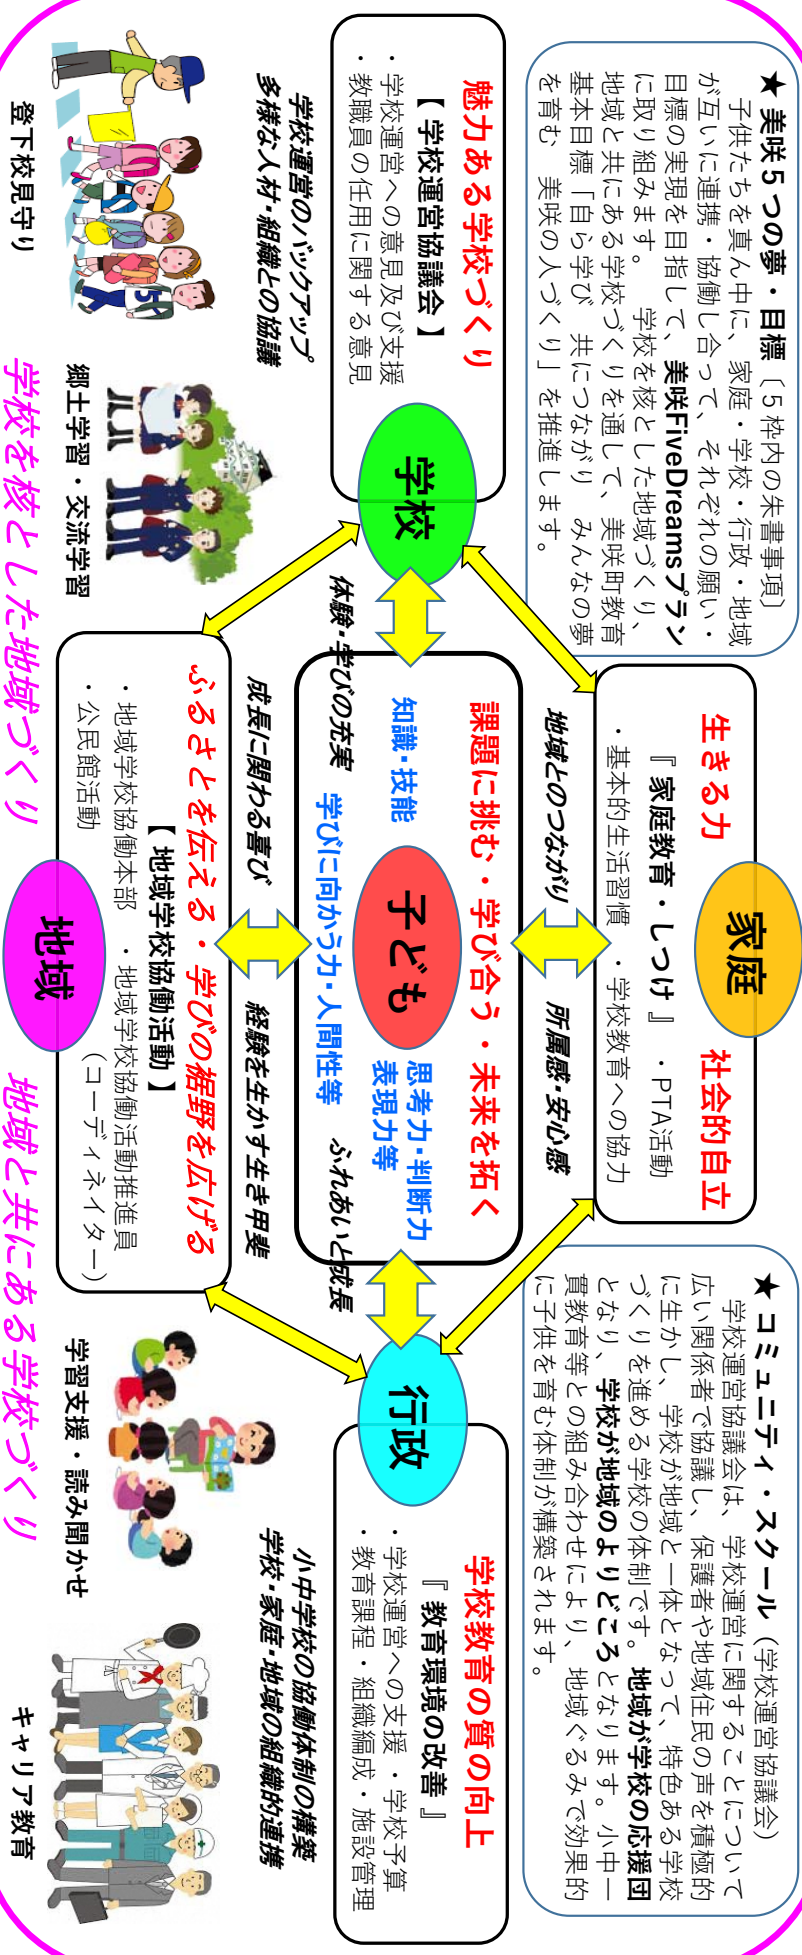 ★ 美咲５つの夢・目標〔５枠内の朱書事項〕
子供たちを真ん中に、家庭・学校・行政・地域
が互いに連携・協働し合って、それぞれの願い・
目標の実現を目指して、美咲FiveDreamsプラン
に取り組みます。 学校を核とした地域づくり、
地域と共にある学校づくりを通して、美咲町教育
基本目標「自ら学び 共につながり みんなの夢
を育む 美咲の人づくり」を推進します。
家庭
生きる力 社会的自立
『 家庭教育・しつけ 』 ・PTA活動
・基本的生活習慣 ・学校教育への協力
★ コミュニティ・スクール（学校運営協議会）
学校運営協議会は、学校運営に関することについて
広い関係者で協議し、保護者や地域住民の声を積極的
に生かし、学校が地域と一体となって、特色ある学校
づくりを進める学校の体制です。地域が学校の応援団
となり、学校が地域のよりどころとなります。小中一
貫教育等との組み合わせにより、地域ぐるみで効果的
に子供を育む体制が構築されます。
地域とのつながり
所属感・安心感
魅力ある学校づくり
【 学校運営協議会 】
・学校運営への意見及び支援
・教職員の任用に関する意見
学校
学校運営のバックアップ
多様な人材・組織との協議
課題に挑む・学び合う・未来を拓く
知識・技能
子ども
思考力・判断力
表現力等
学びに向かう力・人間性等
体験・学びの充実
ふれあいと成長
行政
学校教育の質の向上
『 教育環境の改善 』
・学校運営への支援 ・学校予算
・教育課程・組織編成・施設管理
小中学校の協働体制の構築
学校・家庭・地域の組織的連携
成長に関わる喜び
経験を生かす生き甲斐
ふるさとを伝える・学びの裾野を広げる
【 地域学校協働活動 】
・地域学校協働本部 ・地域学校協働活動推進員
・公民館活動 （コーディネイター）
地域
登下校見守り
郷土学習・交流学習
学習支援・読み聞かせ
キャリア教育
学校を核とした地域づくり
地域と共にある学校づくり